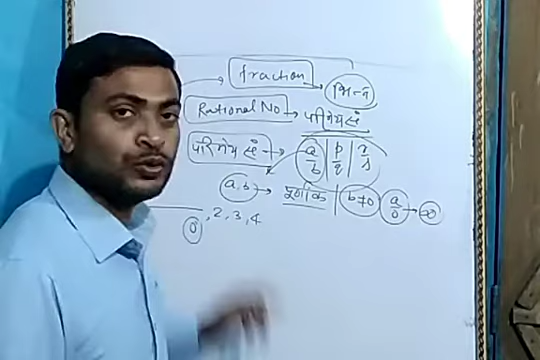 fraction → भिन्न
Rational No → परिमेय सं
परिमेय सं → a/b | p/q | r/s
a, b → पूर्णांक | b≠0 a/0 → ∞
0, 2, 3, 4